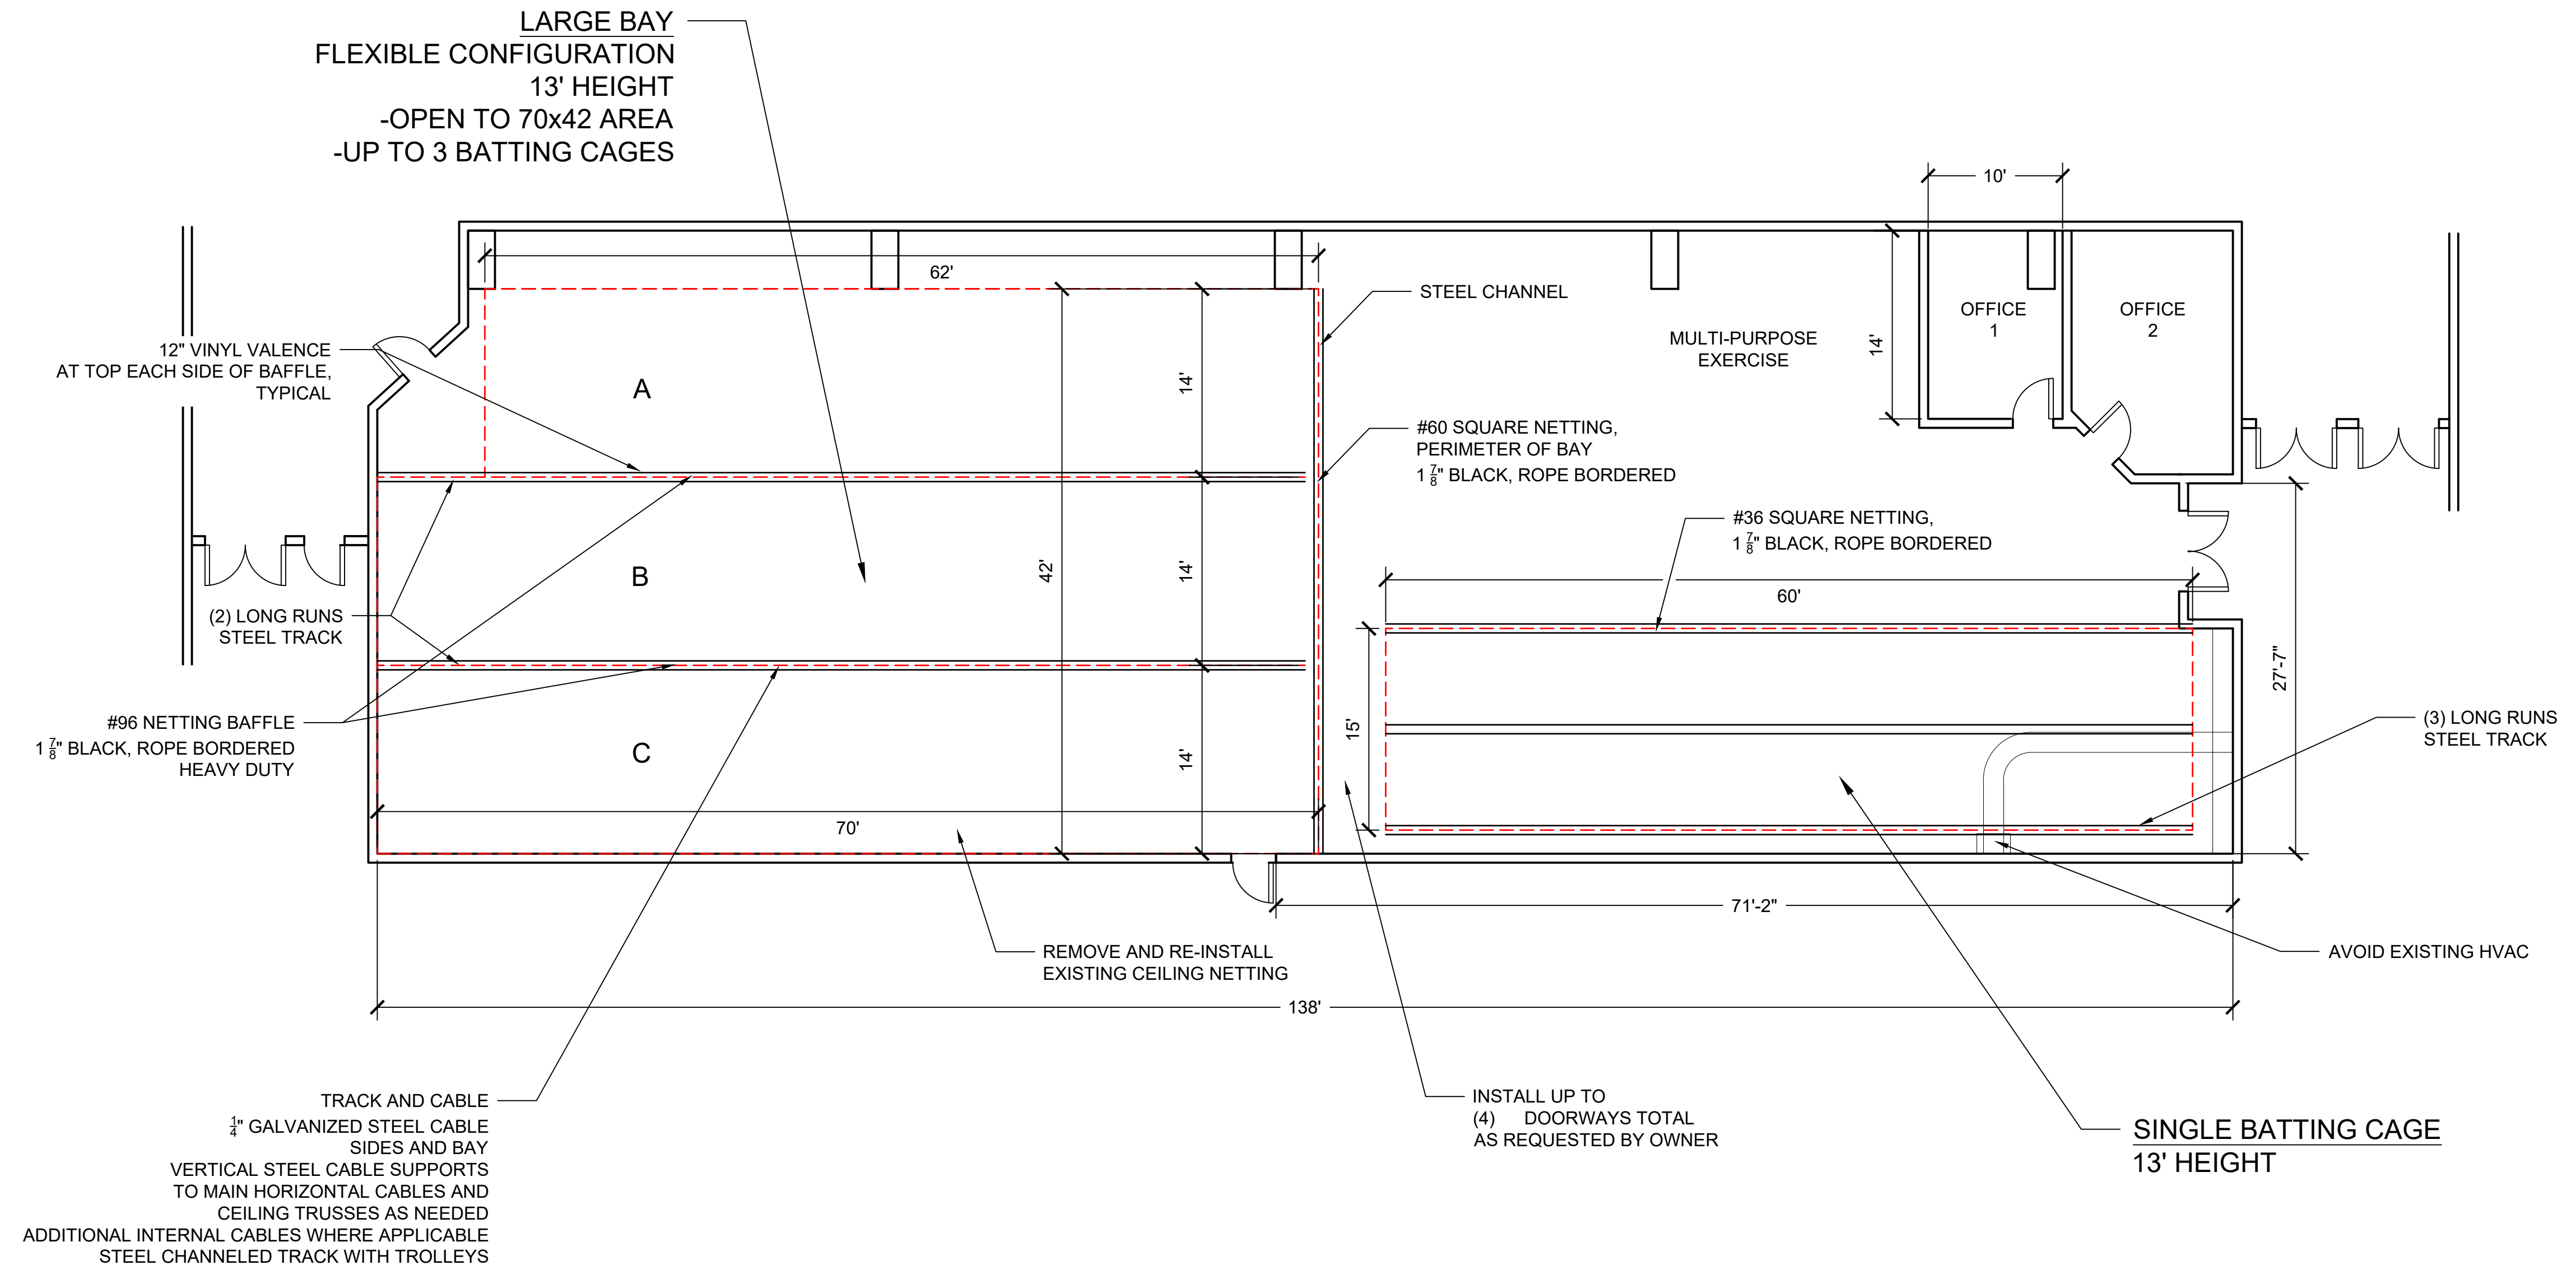 LARGE BAY
FLEXIBLE CONFIGURATION
13' HEIGHT
-OPEN TO 70x42 AREA
-UP TO 3 BATTING CAGES
10'
62'
STEEL CHANNEL
OFFICE
1
OFFICE
2
MULTI-PURPOSE
EXERCISE
14'
12" VINYL VALENCE
AT TOP EACH SIDE OF BAFFLE,
TYPICAL
A
14'
#60 SQUARE NETTING,
PERIMETER OF BAY
1 7/8" BLACK, ROPE BORDERED
#36 SQUARE NETTING,
1 7/8" BLACK, ROPE BORDERED
B
42'
14'
60'
(2) LONG RUNS
STEEL TRACK
27'-7"
#96 NETTING BAFFLE
1 7/8" BLACK, ROPE BORDERED
HEAVY DUTY
C
14'
15'
(3) LONG RUNS
STEEL TRACK
70'
71'-2"
REMOVE AND RE-INSTALL
EXISTING CEILING NETTING
AVOID EXISTING HVAC
138'
TRACK AND CABLE
1/4" GALVANIZED STEEL CABLE
SIDES AND BAY
VERTICAL STEEL CABLE SUPPORTS
TO MAIN HORIZONTAL CABLES AND
CEILING TRUSSES AS NEEDED
ADDITIONAL INTERNAL CABLES WHERE APPLICABLE
STEEL CHANNELED TRACK WITH TROLLEYS
INSTALL UP TO
(4) DOORWAYS TOTAL
AS REQUESTED BY OWNER
SINGLE BATTING CAGE
13' HEIGHT